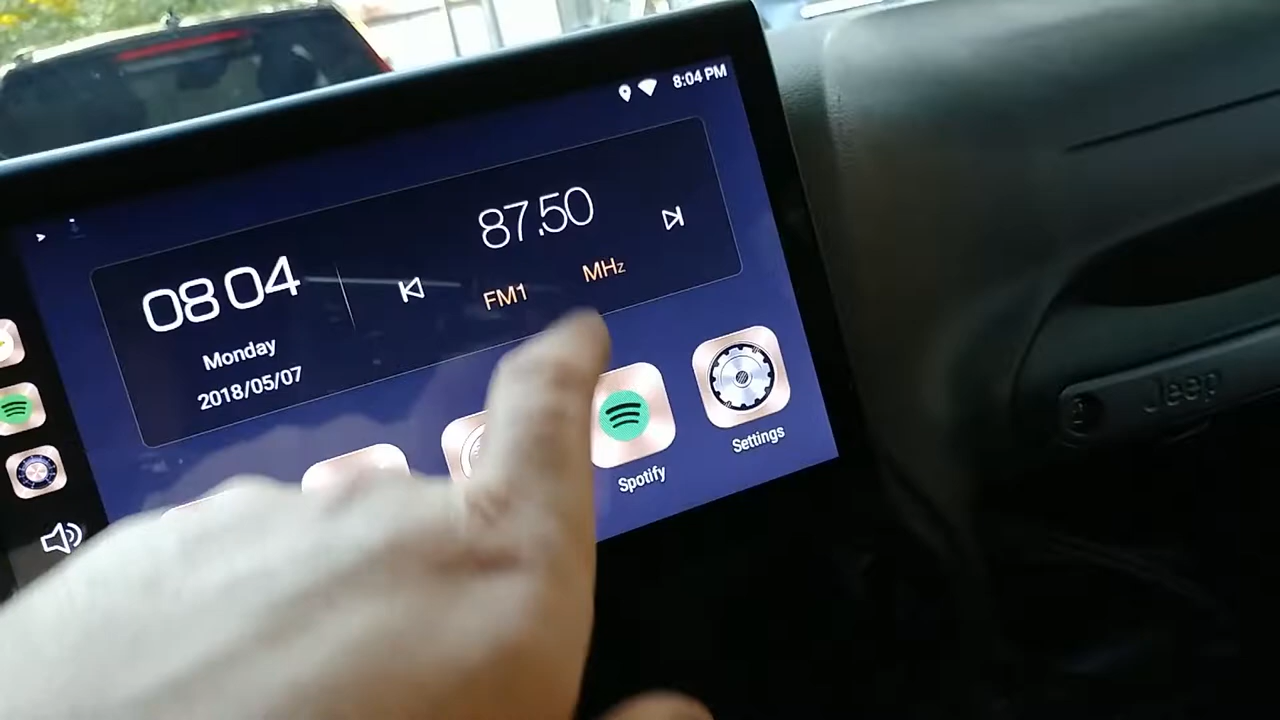 8:04 PM
87.50
FM1 MHz
08 04
Monday
2018/05/07
Spotify
Settings
Jeep